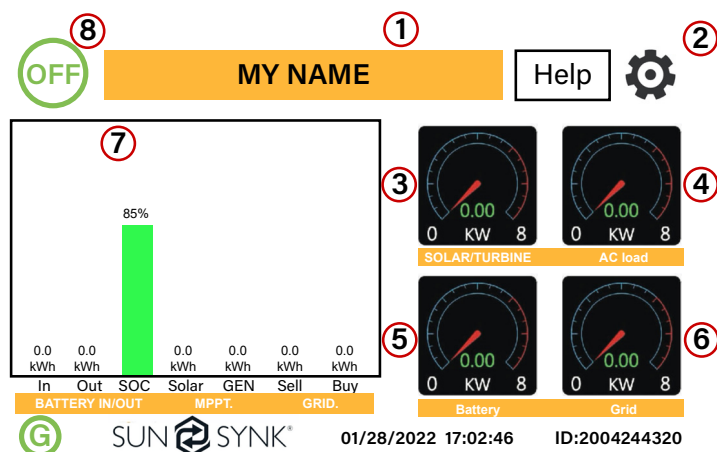 1
8
2
OFF
MY NAME
Help
7
3
4
85%
0.00
0 KW 8
0.00
0 KW 8
SOLAR/TURBINE
AC load
5
6
0.00
0 KW 8
0.00
0 KW 8
0.0 0.0 0.0 0.0 0.0 0.0
kWh kWh kWh kWh kWh kWh
In Out SOC Solar GEN Sell Buy
BATTERY IN/OUT MPPT. GRID.
Battery
Grid
G
SUN SYNK®
01/28/2022 17:02:46
ID:2004244320